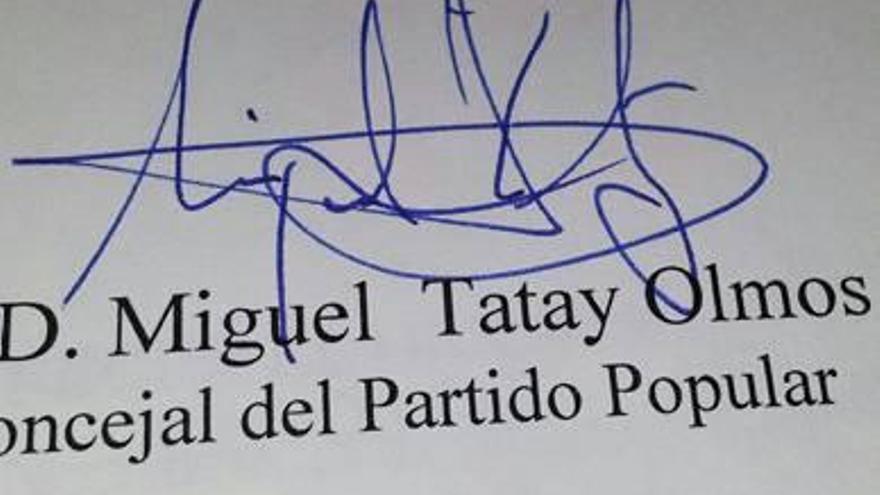 D. Miguel Tatay Olmos
oncejal del Partido Popular